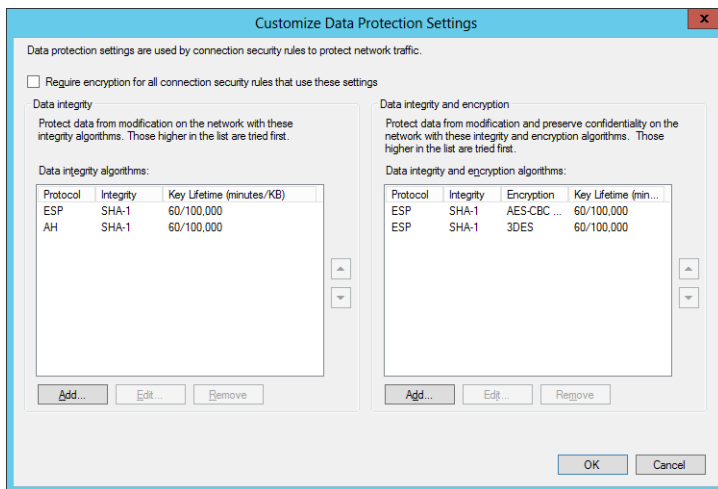 Customize Data Protection Settings
x
Data protection settings are used by connection security rules to protect network traffic.
Require encryption for all connection security rules that use these settings
Data integrity
Protect data from modification on the network with these
integrity algorithms. Those higher in the list are tried first.
Data integrity algorithms:
Protocol Integrity Key Lifetime (minutes/KB)
ESP SHA-1 60/100,000
AH SHA-1 60/100,000
Add... Edit... Remove
Data integrity and encryption
Protect data from modification and preserve confidentiality on the
network with these integrity and encryption algorithms. Those
higher in the list are tried first.
Data integrity and encryption algorithms:
Protocol Integrity Encryption Key Lifetime (min...
ESP SHA-1 AES-CBC ... 60/100,000
ESP SHA-1 3DES 60/100,000
Add... Edit... Remove
OK Cancel